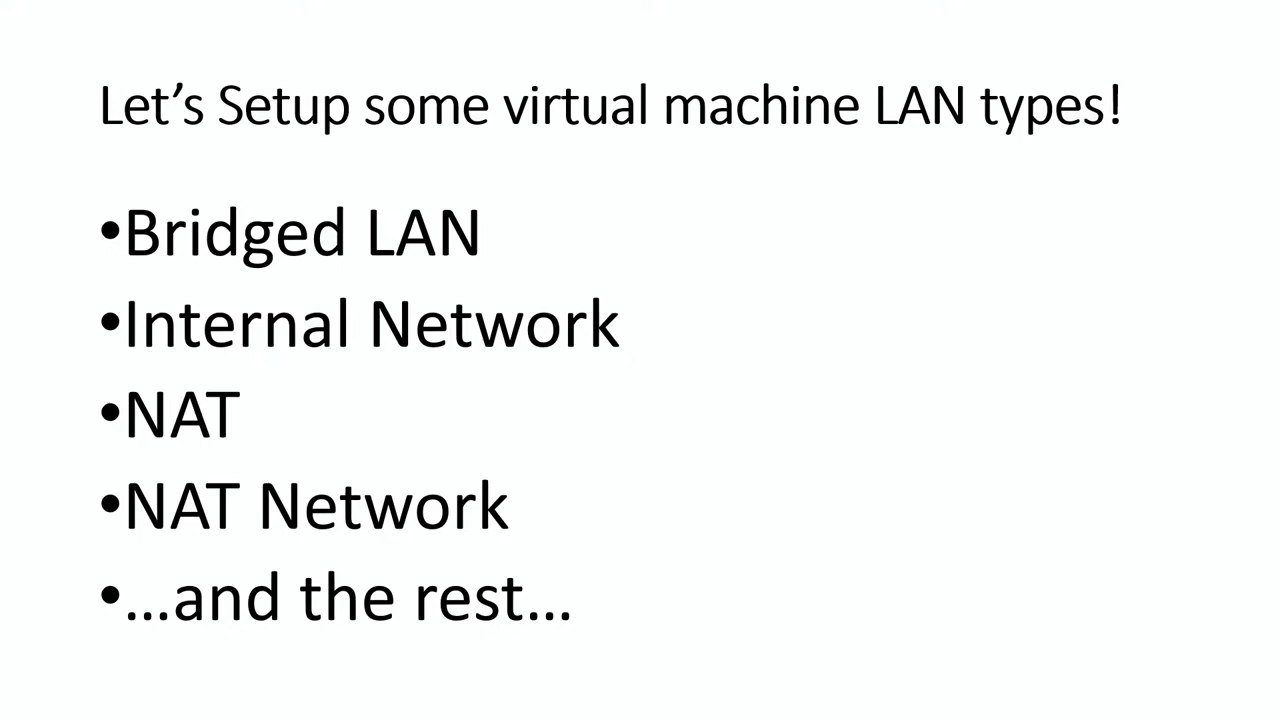 Let’s Setup some virtual machine LAN types!
•Bridged LAN
•Internal Network
•NAT
•NAT Network
•…and the rest…